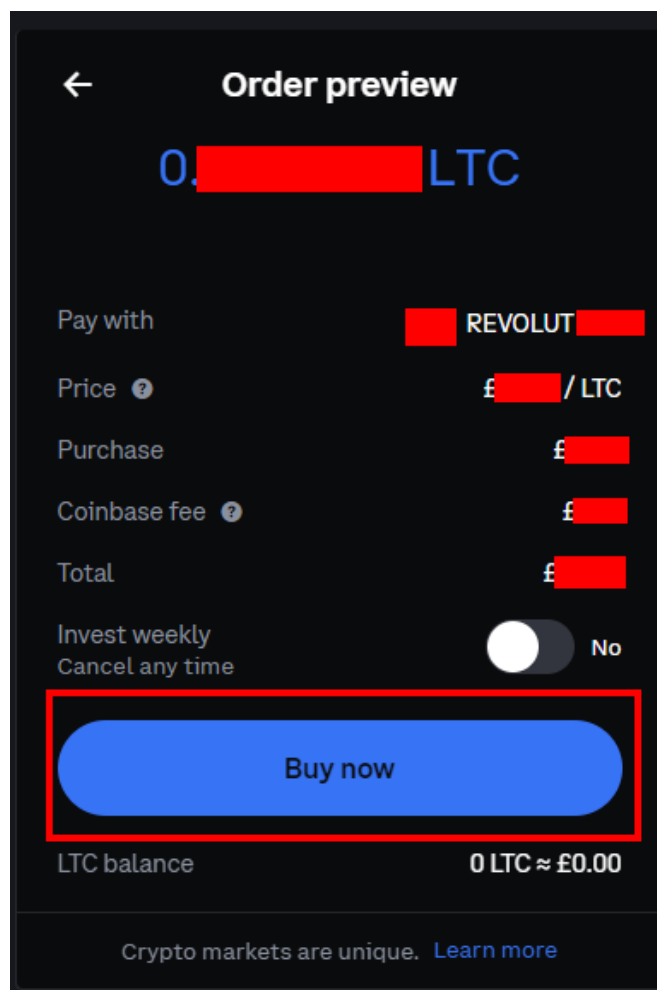 Order preview
0. LTC
Pay with REVOLUT
Price ? £ / LTC
Purchase £
Coinbase fee ? £
Total £
Invest weekly No
Cancel any time
Buy now
LTC balance 0 LTC ≈ £0.00
Crypto markets are unique. Learn more